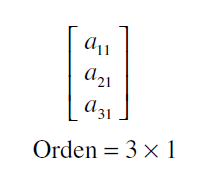 a₁₁
a₂₁
a₃₁
Orden = 3 × 1